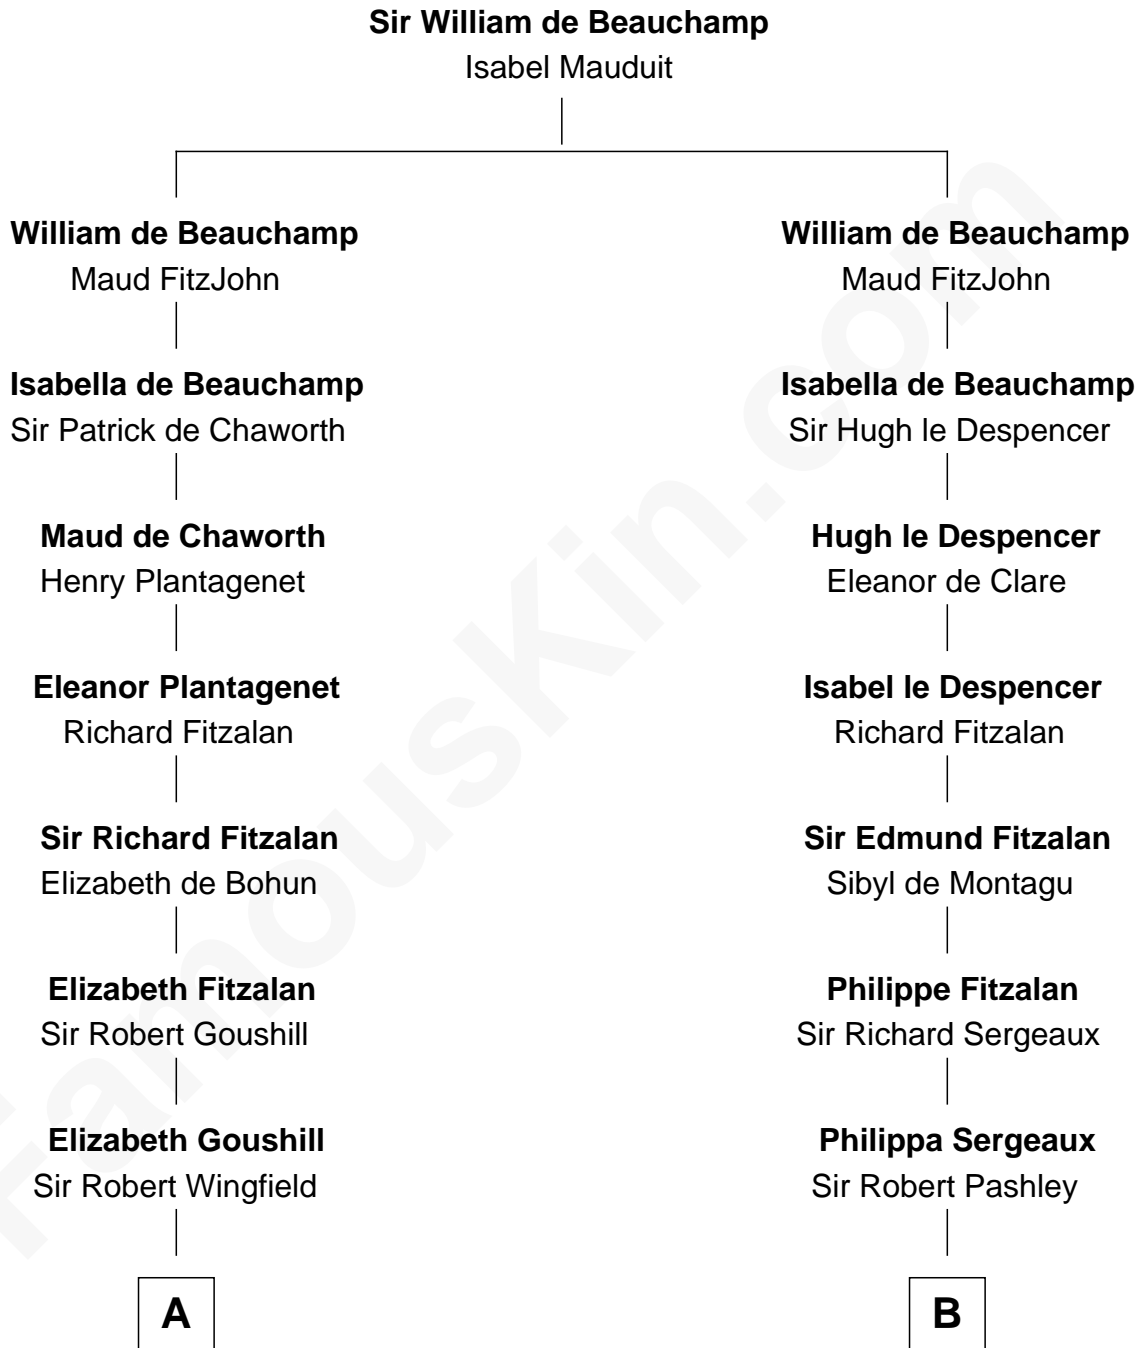 Sir William de Beauchamp
Isabel Mauduit
William de Beauchamp
Maud FitzJohn
Isabella de Beauchamp
Sir Patrick de Chaworth
Maud de Chaworth
Henry Plantagenet
Eleanor Plantagenet
Richard Fitzalan
Sir Richard Fitzalan
Elizabeth de Bohun
Elizabeth Fitzalan
Sir Robert Goushill
Elizabeth Goushill
Sir Robert Wingfield
A
William de Beauchamp
Maud FitzJohn
Isabella de Beauchamp
Sir Hugh le Despencer
Hugh le Despencer
Eleanor de Clare
Isabel le Despencer
Richard Fitzalan
Sir Edmund Fitzalan
Sibyl de Montagu
Philippe Fitzalan
Sir Richard Sergeaux
Philippa Sergeaux
Sir Robert Pashley
B
FamousKin.com